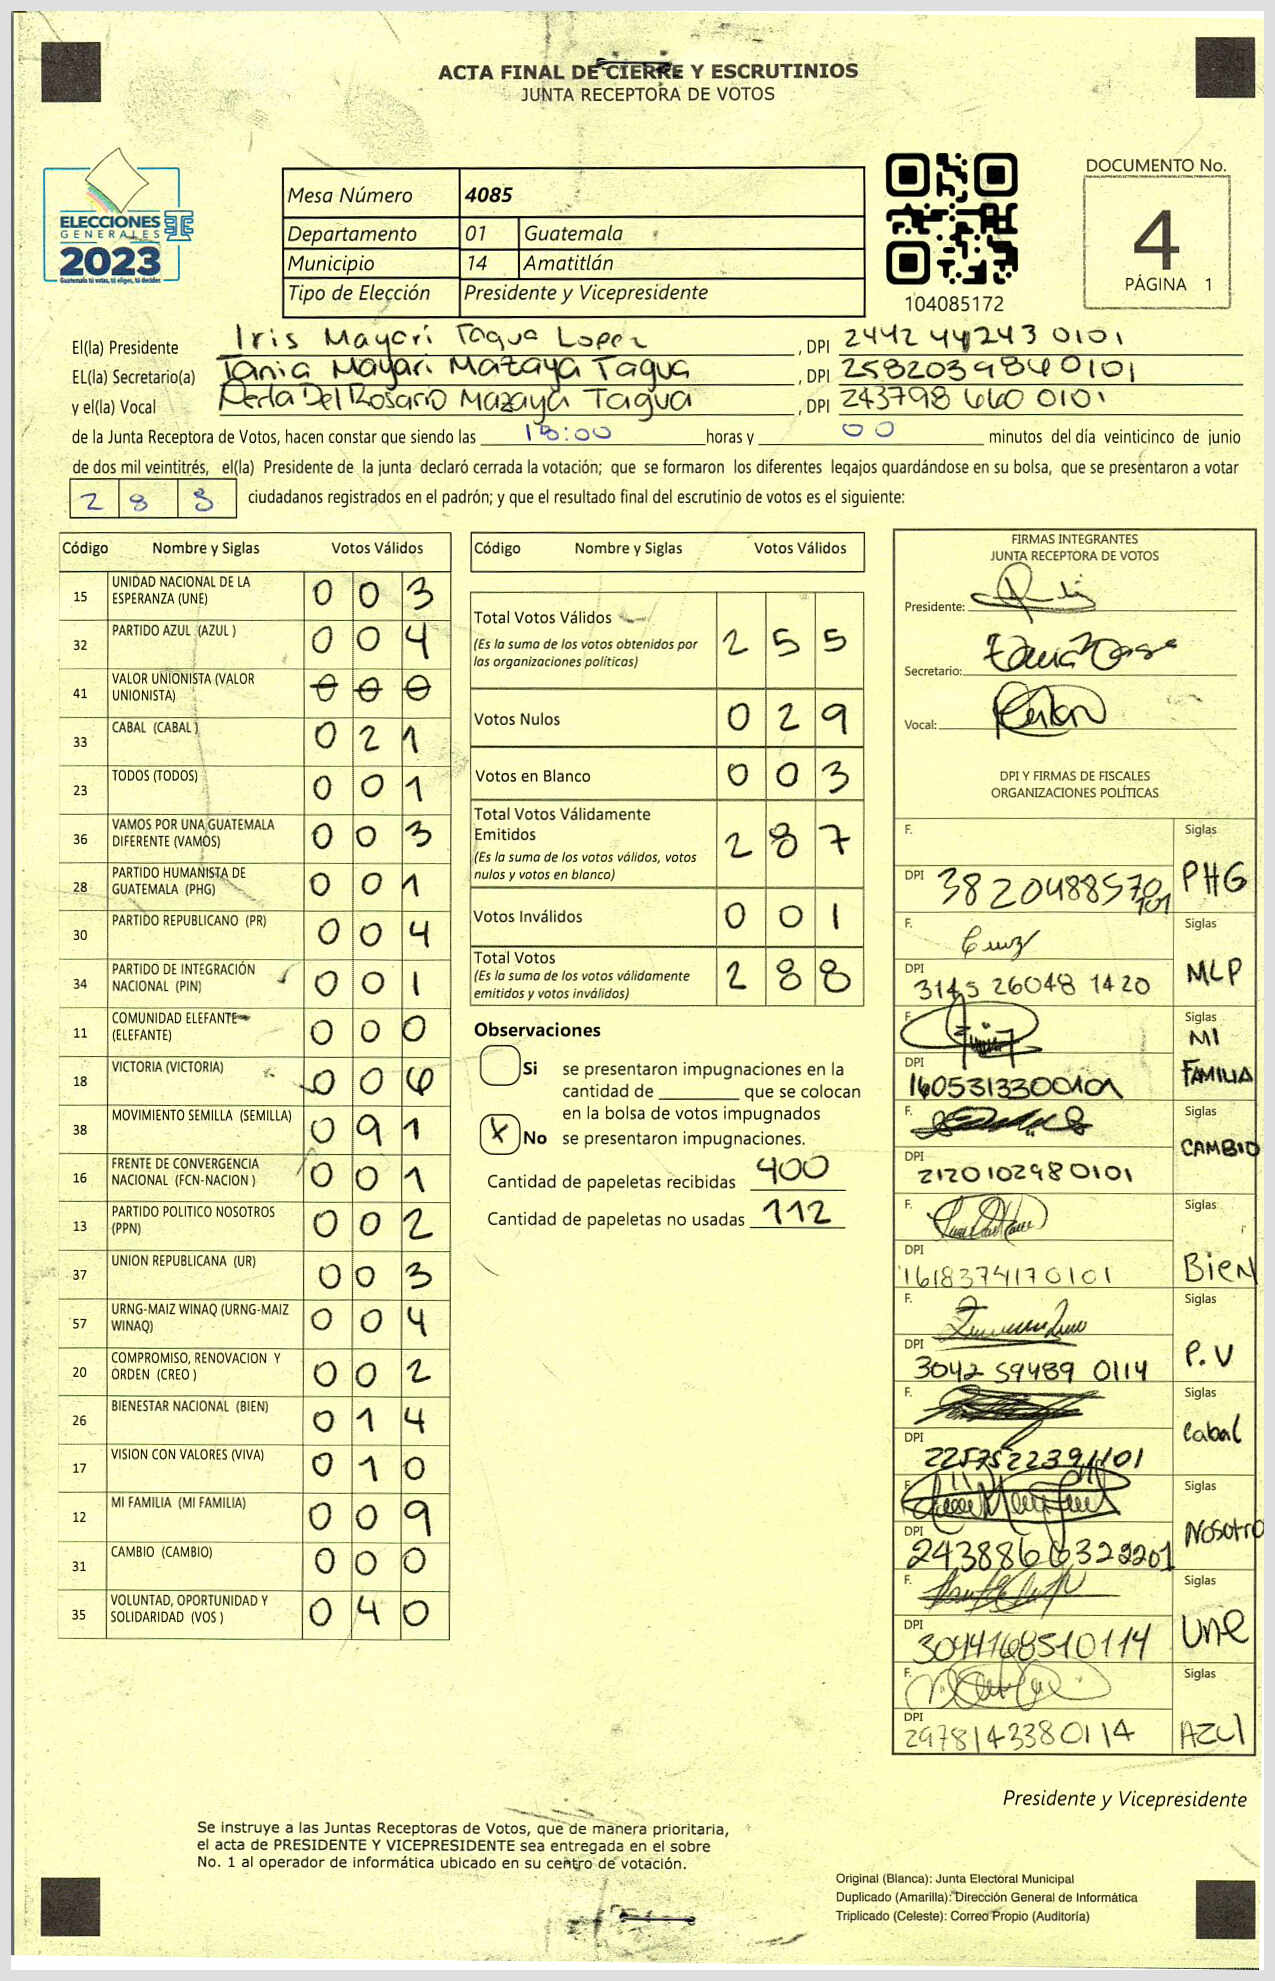 ACTA FINAL DE CIERRE Y ESCRUTINIOS
JUNTA RECEPTORA DE VOTOS
ELECCIONES
GENERALES
2023
Guatemala tú votas, tú eliges, tú decides
Mesa Número 4085
Departamento 01 Guatemala
Municipio 14 Amatitlán
Tipo de Elección Presidente y Vicepresidente
104085172
DOCUMENTO No.
4
PÁGINA 1
El(la) Presidente Iris Mayarí Tagua Lopez, DPI 2442 44243 0101
EL(la) Secretario(a) Tania Mayari Mazaya Tagua, DPI 258203984 0101
y el(la) Vocal Perla Del Rosario Mazaya Tagua, DPI 243798 660 0101
de la Junta Receptora de Votos, hacen constar que siendo las 18:00 horas y 00 minutos del día veinticinco de junio
de dos mil veintitrés, el(la) Presidente de la junta declaró cerrada la votación; que se formaron los diferentes legajos guardándose en su bolsa, que se presentaron a votar
288 ciudadanos registrados en el padrón; y que el resultado final del escrutinio de votos es el siguiente:
Código Nombre y Siglas Votos Válidos
15 UNIDAD NACIONAL DE LA ESPERANZA (UNE) 0 0 3
32 PARTIDO AZUL (AZUL ) 0 0 4
41 VALOR UNIONISTA (VALOR UNIONISTA) 0 0 0
33 CABAL (CABAL ) 0 2 1
23 TODOS (TODOS) 0 0 1
36 VAMOS POR UNA GUATEMALA DIFERENTE (VAMOS) 0 0 3
28 PARTIDO HUMANISTA DE GUATEMALA (PHG) 0 0 1
30 PARTIDO REPUBLICANO (PR) 0 0 4
34 PARTIDO DE INTEGRACIÓN NACIONAL (PIN) 0 0 1
11 COMUNIDAD ELEFANTE (ELEFANTE) 0 0 0
18 VICTORIA (VICTORIA) 0 0
38 MOVIMIENTO SEMILLA (SEMILLA) 0 9 1
16 FRENTE DE CONVERGENCIA NACIONAL (FCN-NACION ) 0 0 1
13 PARTIDO POLITICO NOSOTROS (PPN) 0 0 2
37 UNION REPUBLICANA (UR) 0 0 3
57 URNG-MAIZ WINAQ (URNG-MAIZ WINAQ) 0 0 4
20 COMPROMISO, RENOVACION Y ORDEN (CREO ) 0 0 2
26 BIENESTAR NACIONAL (BIEN) 0 1 4
17 VISION CON VALORES (VIVA) 0 1 0
12 MI FAMILIA (MI FAMILIA) 0 0 9
31 CAMBIO (CAMBIO) 0 0 0
35 VOLUNTAD, OPORTUNIDAD Y SOLIDARIDAD (VOS ) 0 4 0
Código Nombre y Siglas Votos Válidos
Total Votos Válidos 2 5 5
(Es la suma de los votos obtenidos por
las organizaciones políticas)
Votos Nulos 0 2 9
Votos en Blanco 0 0 3
Total Votos Válidamente
Emitidos 2 8 7
(Es la suma de los votos válidos, votos
nulos y votos en blanco)
Votos Inválidos 0 0 1
Total Votos 2 8 8
(Es la suma de los votos válidamente
emitidos y votos inválidos)
Observaciones
Si se presentaron impugnaciones en la
cantidad de ________ que se colocan
en la bolsa de votos impugnados
X No se presentaron impugnaciones.
Cantidad de papeletas recibidas 400
Cantidad de papeletas no usadas 112
FIRMAS INTEGRANTES
JUNTA RECEPTORA DE VOTOS
Presidente:
Secretario:
Vocal:
DPI Y FIRMAS DE FISCALES
ORGANIZACIONES POLÍTICAS
F. Siglas
DPI 3820488570101 PHG
F. Cruz Siglas
DPI 3145 26048 1420 MLP
F. Siglas
DPI 1605313300101 MI FAMILIA
F. Siglas
DPI 2120102980101 CAMBIO
F. Siglas
DPI 1618374170101 BIEN
F. Siglas
DPI 3042 59489 0114 P.V
F. Siglas
DPI Cabal
F. Siglas
DPI Nosotro
F. Siglas
DPI 3094168510114 UNE
F. Siglas
DPI 2978143380114 AZUl
Presidente y Vicepresidente
Se instruye a las Juntas Receptoras de Votos, que de manera prioritaria,
el acta de PRESIDENTE Y VICEPRESIDENTE sea entregada en el sobre
No. 1 al operador de informática ubicado en su centro de votación.
Original (Blanca): Junta Electoral Municipal
Duplicado (Amarilla): Dirección General de Informática
Triplicado (Celeste): Correo Propio (Auditoría)